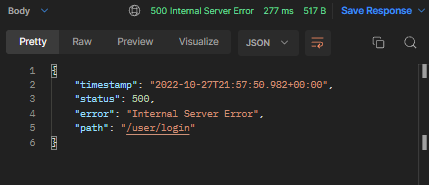 Body 500 Internal Server Error 277 ms 517 B Save Response
Pretty Raw Preview Visualize JSON
1 {
2 "timestamp": "2022-10-27T21:57:50.982+00:00",
3 "status": 500,
4 "error": "Internal Server Error",
5 "path": "/user/login"
6 }